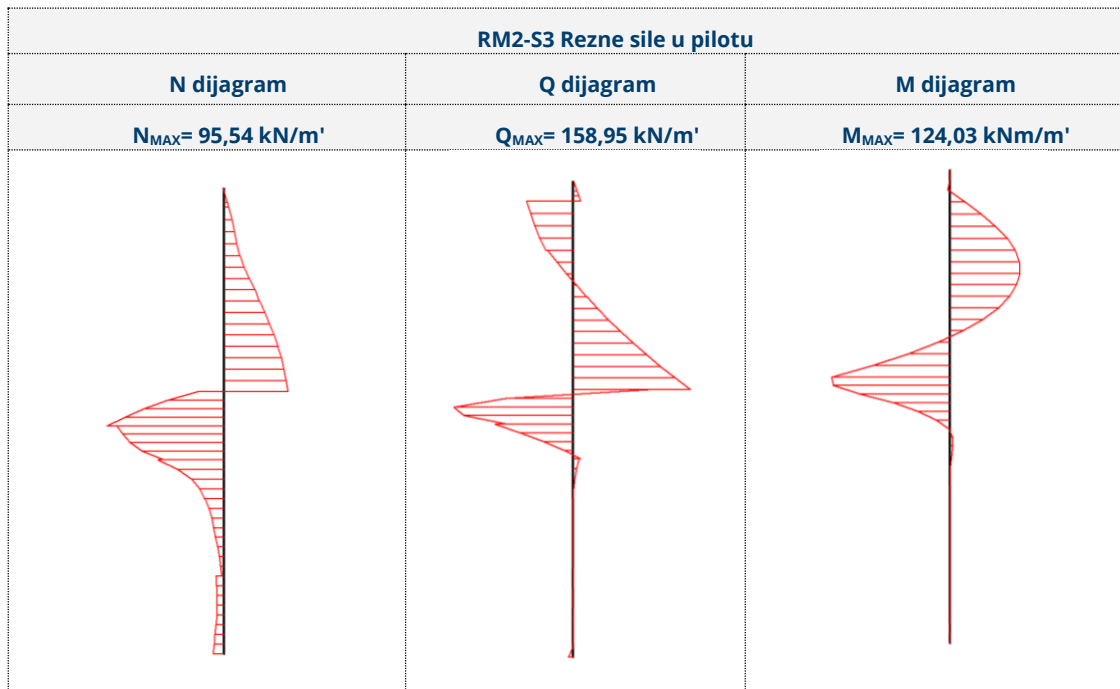 RM2-S3 Rezne sile u pilotu
N dijagram
Q dijagram
M dijagram
NMAX= 95,54 kN/m'
QMAX= 158,95 kN/m'
MMAX= 124,03 kNm/m'